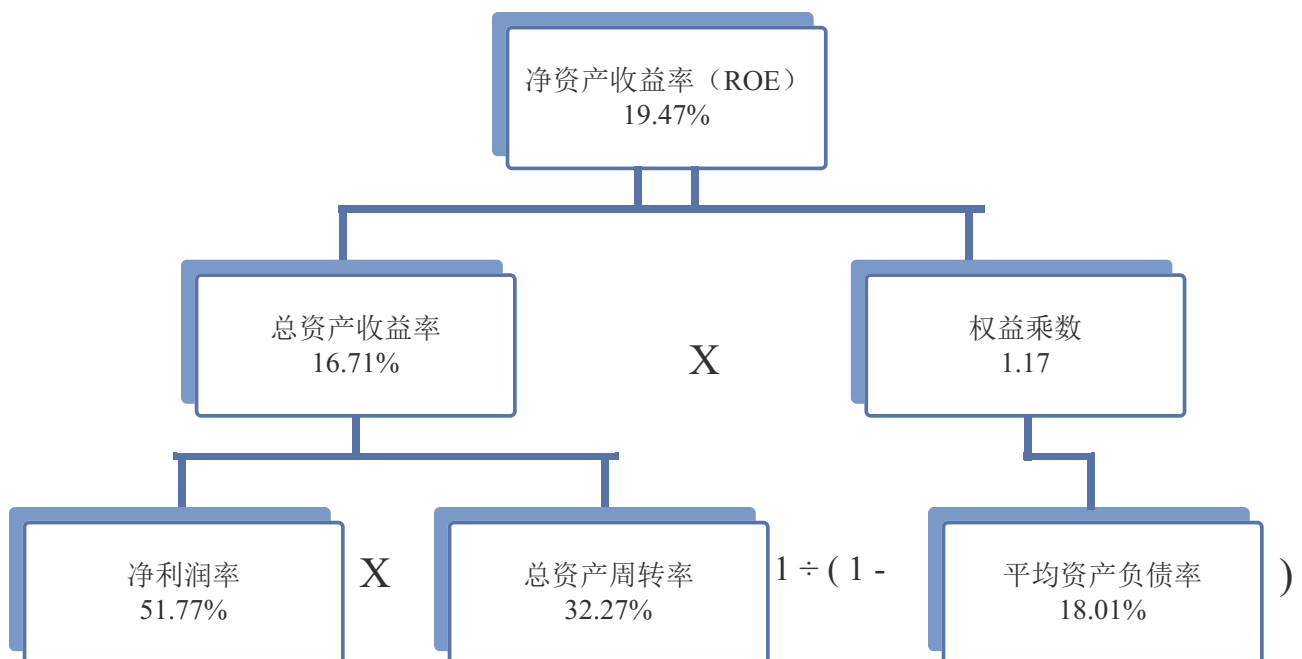 净资产收益率（ROE）
19.47%
总资产收益率
16.71%
X
权益乘数
1.17
净利润率
51.77%
X
总资产周转率
32.27%
1 ÷ ( 1 -
平均资产负债率
18.01%
)